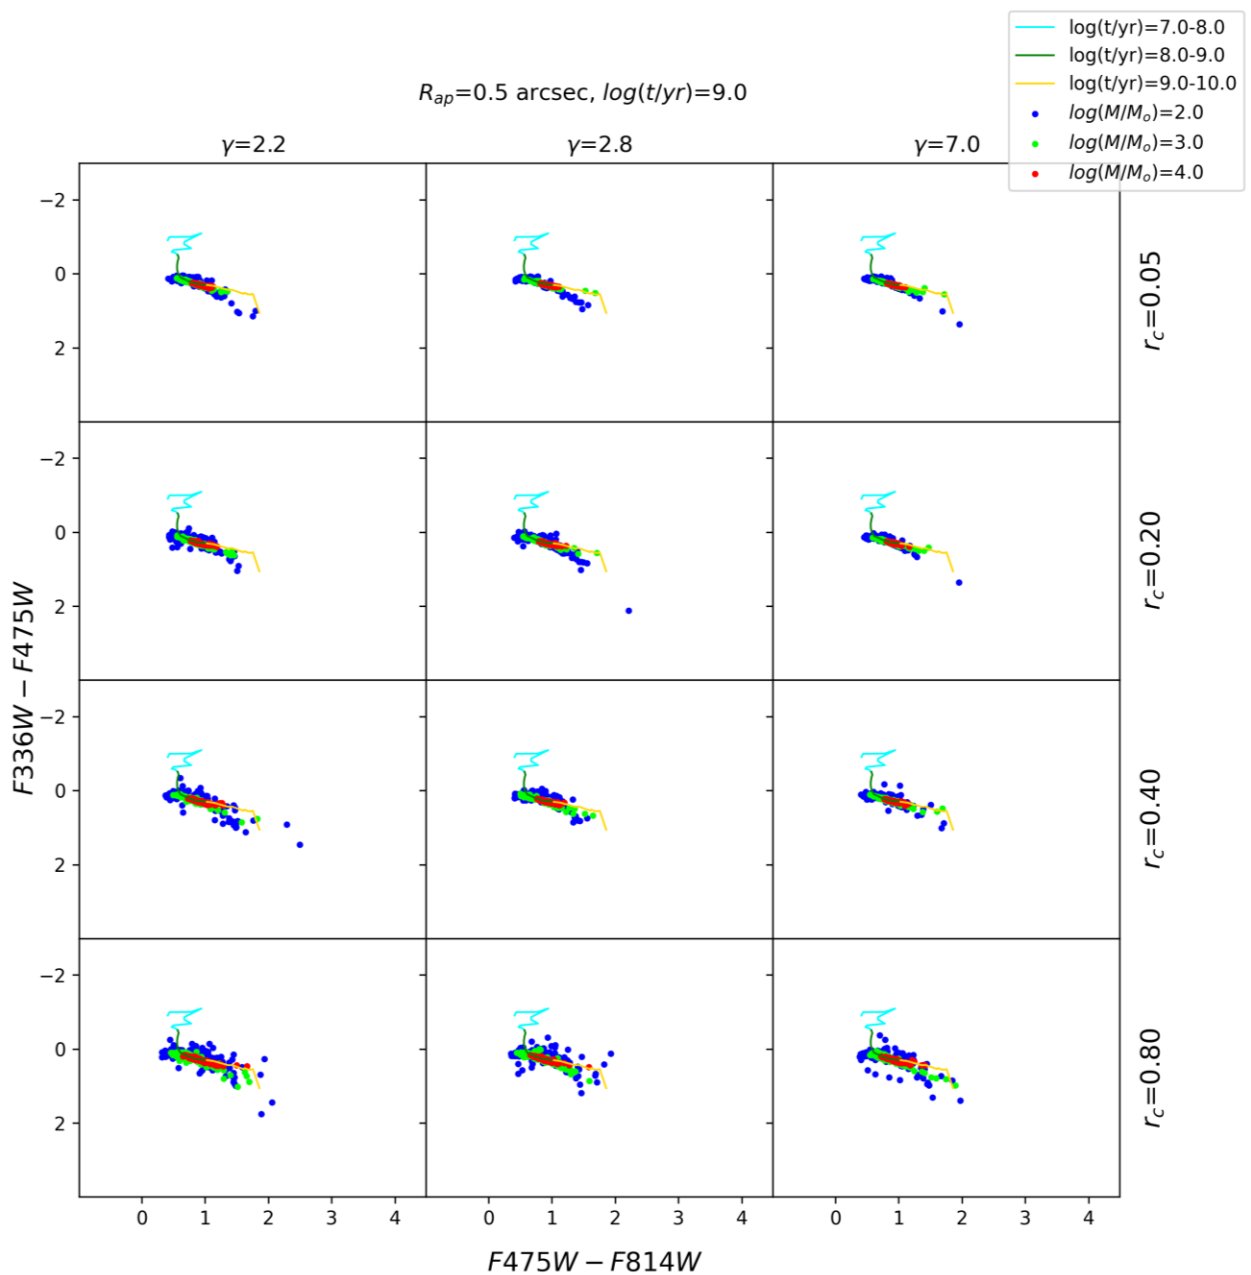 log(t/yr)=7.0-8.0
log(t/yr)=8.0-9.0
log(t/yr)=9.0-10.0
log(M/M_o)=2.0
log(M/M_o)=3.0
log(M/M_o)=4.0
R_ap=0.5 arcsec, log(t/yr)=9.0
γ=2.2 γ=2.8 γ=7.0
−2
0
2
r_c=0.05
−2
0
2
r_c=0.20
−2
0
2
r_c=0.40
−2
0
2
r_c=0.80
F336W − F475W
0 1 2 3 4 0 1 2 3 4 0 1 2 3 4
F475W − F814W